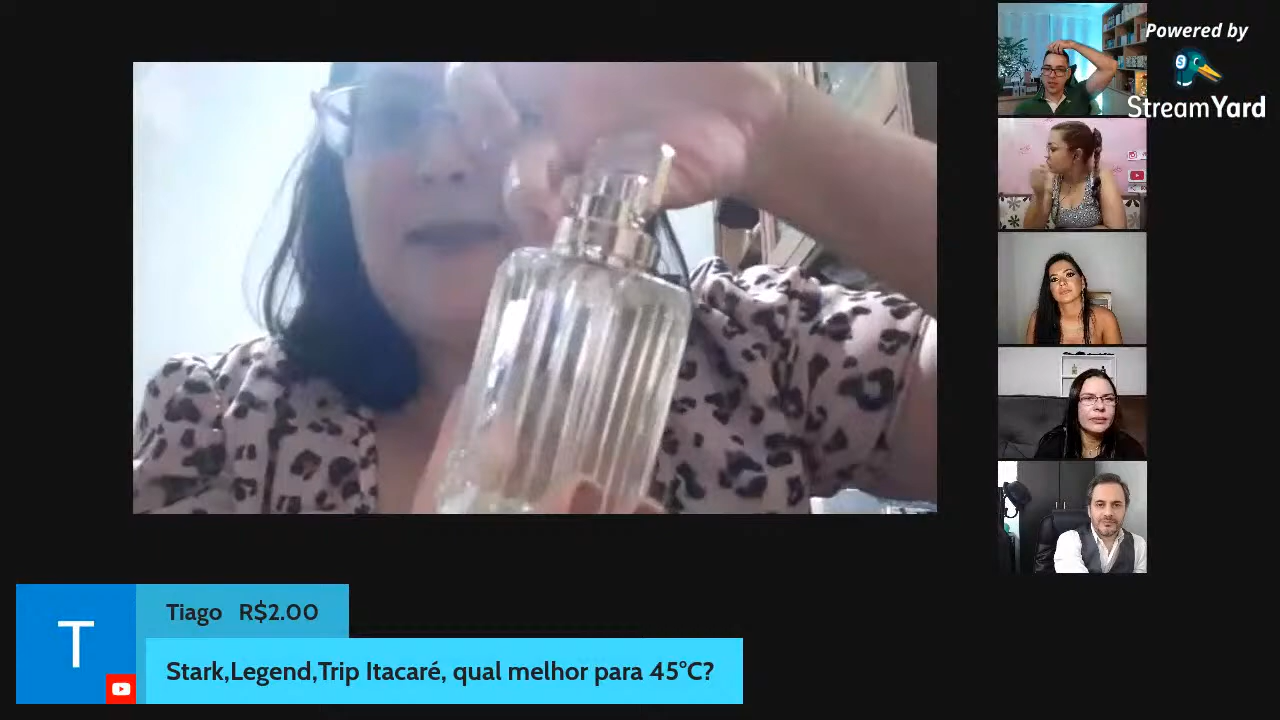 Powered by
StreamYard
Tiago R$2.00
T
Stark,Legend,Trip Itacaré, qual melhor para 45°C?